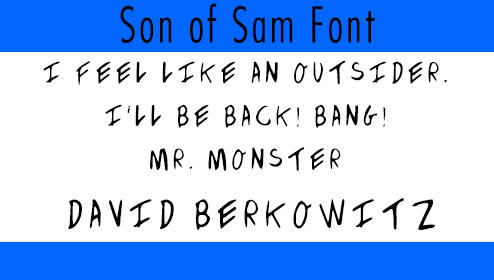 Son of Sam Font
I FEEL LIKE AN OUTSIDER.
I'LL BE BACK! BANG!
MR. MONSTER
DAVID BERKOWITZ